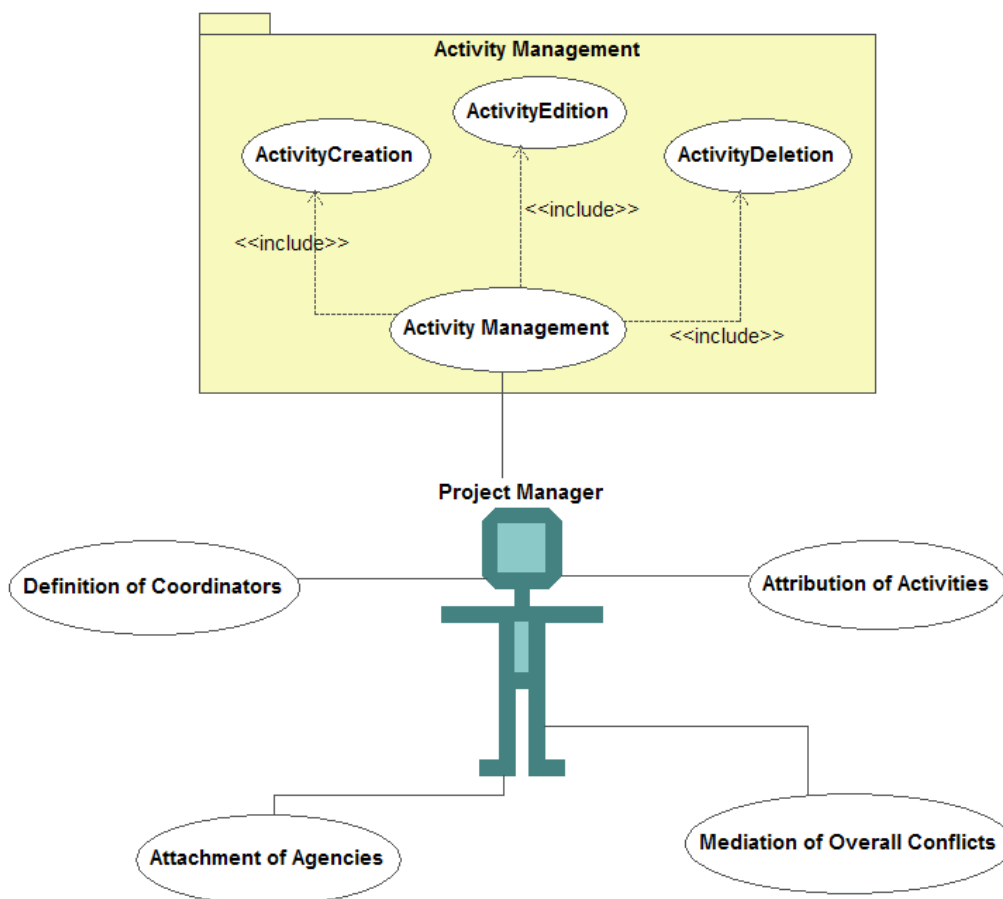 Activity Management
ActivityEdition
ActivityCreation
ActivityDeletion
<<include>>
<<include>>
<<include>>
Activity Management
Project Manager
Definition of Coordinators
Attribution of Activities
Mediation of Overall Conflicts
Attachment of Agencies